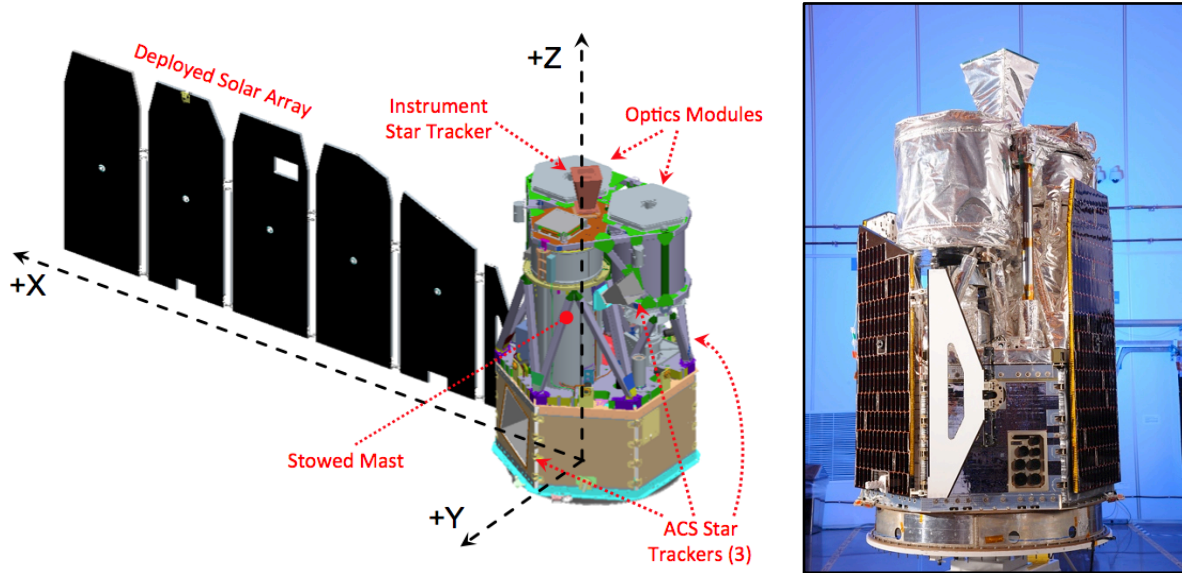 Deployed Solar Array
+Z
Instrument
Star Tracker
Optics Modules
+X
Stowed Mast
+Y
ACS Star
Trackers (3)